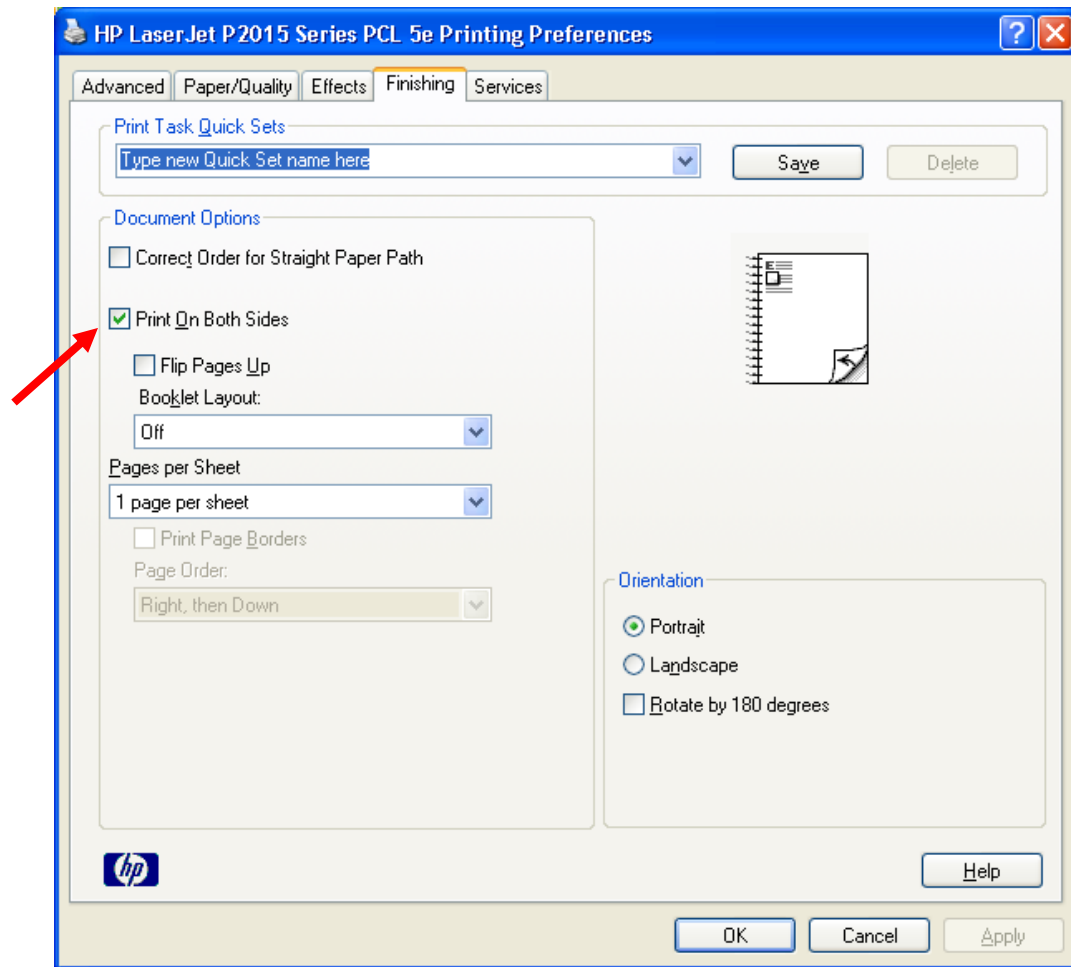 HP LaserJet P2015 Series PCL 5e Printing Preferences
Advanced Paper/Quality Effects Finishing Services
Print Task Quick Sets
Type new Quick Set name here Save Delete
Document Options
Correct Order for Straight Paper Path
E
Print On Both Sides
Flip Pages Up
Booklet Layout:
Off
Pages per Sheet
1 page per sheet
Print Page Borders
Page Order:
Right, then Down
Orientation
Portrait
Landscape
Rotate by 180 degrees
hp
Help
OK Cancel Apply